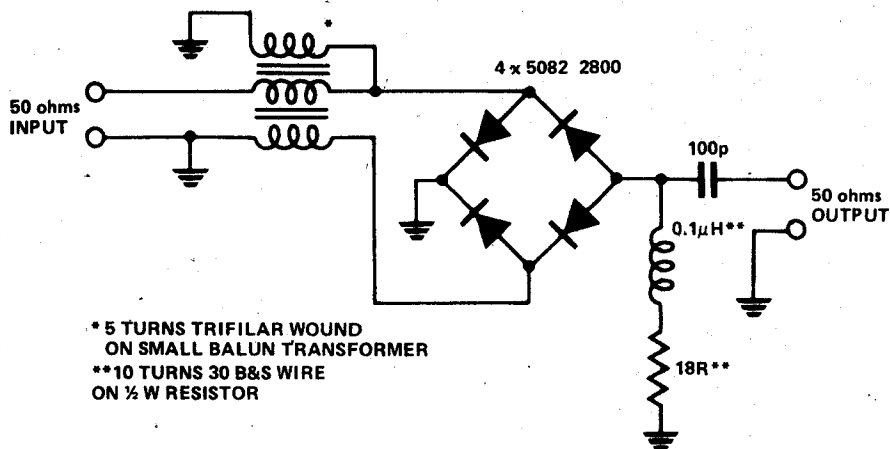 *
4 x 5082 2800
50 ohms
INPUT
100p
50 ohms
OUTPUT
0.1µH**
18R**
* 5 TURNS TRIFILAR WOUND
ON SMALL BALUN TRANSFORMER
**10 TURNS 30 B&S WIRE
ON ½ W RESISTOR